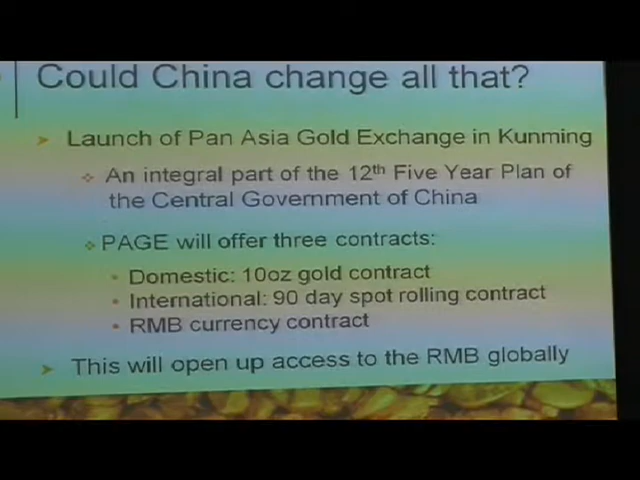 Could China change all that?
Launch of Pan Asia Gold Exchange in Kunming
An integral part of the 12th Five Year Plan of
the Central Government of China
PAGE will offer three contracts:
Domestic: 10oz gold contract
International: 90 day spot rolling contract
RMB currency contract
This will open up access to the RMB globally